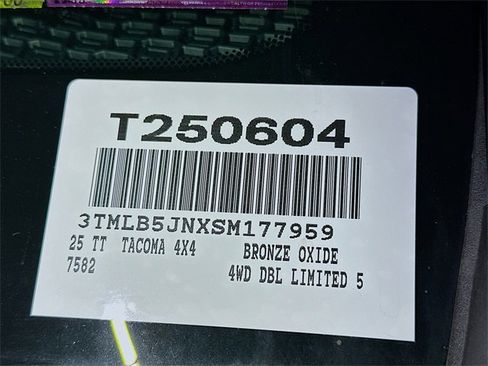 T250604
3TMLB5JNXSM177959
25 TT TACOMA 4X4 BRONZE OXIDE
7582 4WD DBL LIMITED 5